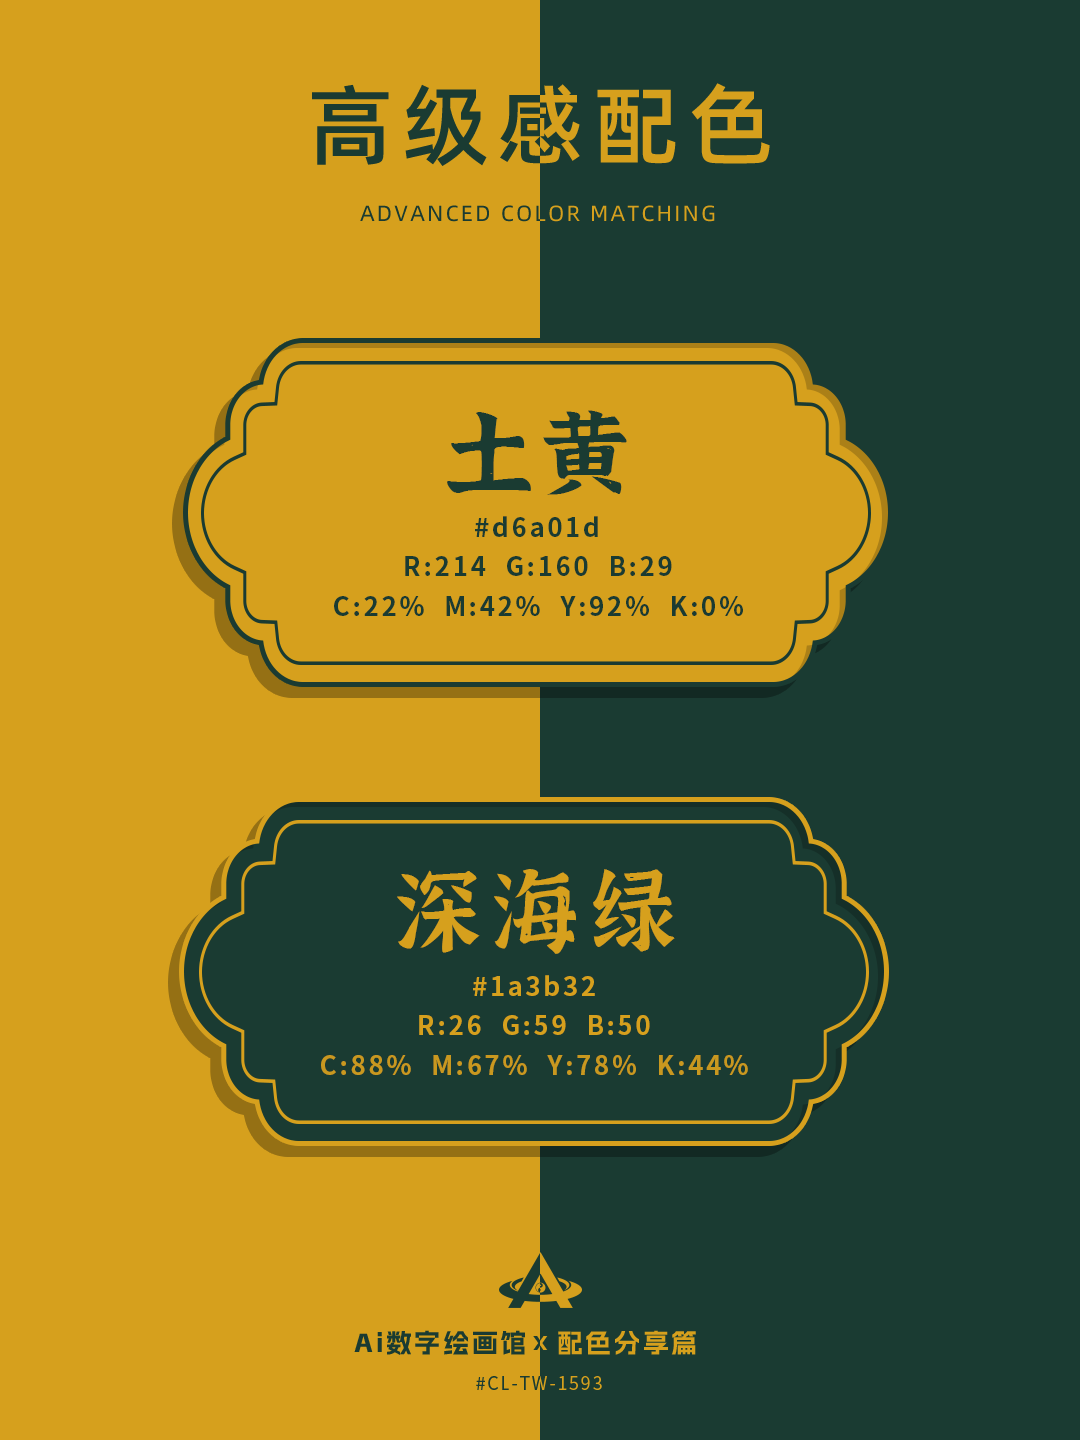 高级感配色
ADVANCED COLOR MATCHING
土黄
#d6a01d
R:214 G:160 B:29
C:22% M:42% Y:92% K:0%
深海绿
#1a3b32
R:26 G:59 B:50
C:88% M:67% Y:78% K:44%
Ai数字绘画馆 x 配色分享篇
#CL-TW-1593